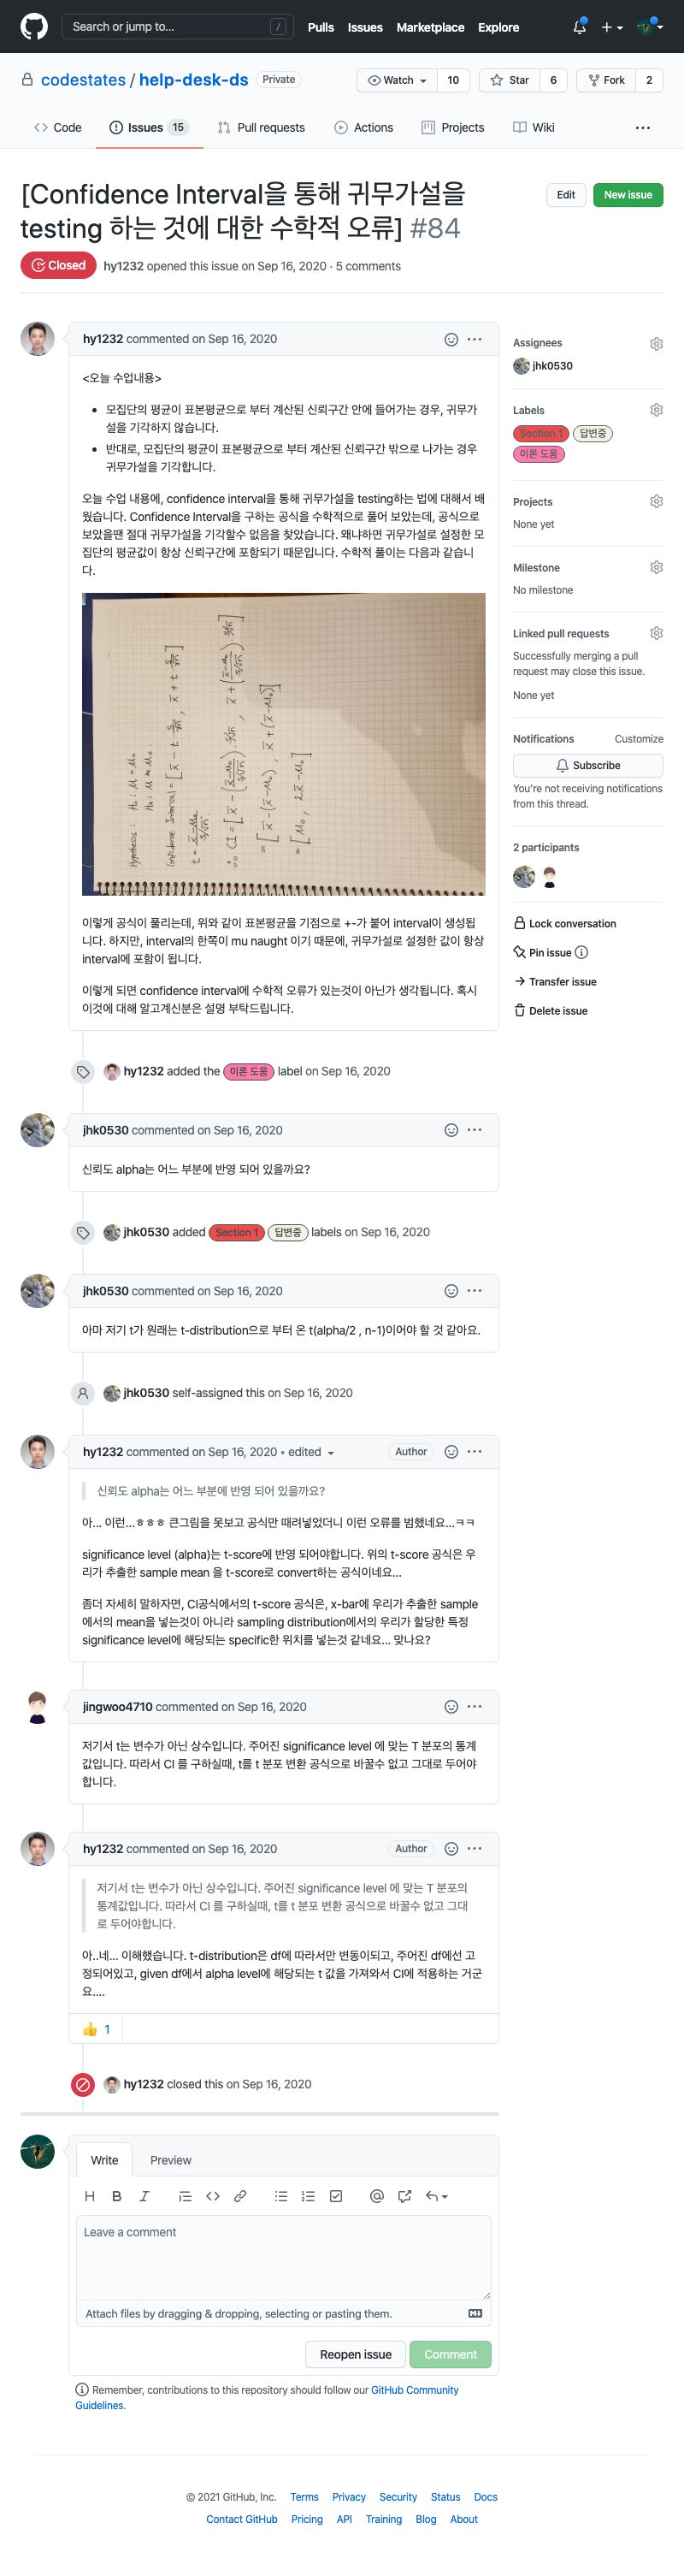 Search or jump to...
/
Pulls
Issues
Marketplace
Explore
codestates / help-desk-ds
Private
Watch
10
Star
6
Fork
2
Code
Issues 15
Pull requests
Actions
Projects
Wiki
[Confidence Interval을 통해 귀무가설을
testing 하는 것에 대한 수학적 오류] #84
Edit
New issue
Closed
hy1232 opened this issue on Sep 16, 2020 · 5 comments
hy1232 commented on Sep 16, 2020
<오늘 수업내용>
모집단의 평균이 표본평균으로 부터 계산된 신뢰구간 안에 들어가는 경우, 귀무가
설을 기각하지 않습니다.
반대로, 모집단의 평균이 표본평균으로 부터 계산된 신뢰구간 밖으로 나가는 경우
귀무가설을 기각합니다.
오늘 수업 내용에, confidence interval을 통해 귀무가설을 testing하는 법에 대해서 배
웠습니다. Confidence Interval을 구하는 공식을 수학적으로 풀어 보았는데, 공식으로
보았을땐 절대 귀무가설을 기각할수 없음을 찾았습니다. 왜냐하면 귀무가설로 설정한 모
집단의 평균값이 항상 신뢰구간에 포함되기 때문입니다. 수학적 풀이는 다음과 같습니
다.
Hypothesis : H₀ : M = M₀
Hₐ : M ≠ M₀
Confidence Interval = [x̄ - t s/√n , x̄ + t s/√n]
t = (x̄-M₀)/(s/√n)
∴ CI = [x̄ - ((x̄-M₀)/(s/√n)) · s/√n , x̄ + ((x̄-M₀)/(s/√n)) · s/√n]
= [x̄ - (x̄-M₀) , x̄ + (x̄-M₀)]
= [M₀ , 2x̄ - M₀]
이렇게 공식이 풀리는데, 위와 같이 표본평균을 기점으로 +-가 붙어 interval이 생성됩
니다. 하지만, interval의 한쪽이 mu naught 이기 때문에, 귀무가설로 설정한 값이 항상
interval에 포함이 됩니다.
이렇게 되면 confidence interval에 수학적 오류가 있는것이 아닌가 생각됩니다. 혹시
이것에 대해 알고계신분은 설명 부탁드립니다.
hy1232 added the 이론 도움 label on Sep 16, 2020
jhk0530 commented on Sep 16, 2020
신뢰도 alpha는 어느 부분에 반영 되어 있을까요?
jhk0530 added Section 1 답변중 labels on Sep 16, 2020
jhk0530 commented on Sep 16, 2020
아마 저기 t가 원래는 t-distribution으로 부터 온 t(alpha/2 , n-1)이어야 할 것 같아요.
jhk0530 self-assigned this on Sep 16, 2020
hy1232 commented on Sep 16, 2020 • edited
Author
신뢰도 alpha는 어느 부분에 반영 되어 있을까요?
아... 이런...ㅎㅎㅎ 큰그림을 못보고 공식만 때려넣었더니 이런 오류를 범했네요...ㅋㅋ
significance level (alpha)는 t-score에 반영 되어야합니다. 위의 t-score 공식은 우
리가 추출한 sample mean 을 t-score로 convert하는 공식이네요...
좀더 자세히 말하자면, CI공식에서의 t-score 공식은, x-bar에 우리가 추출한 sample
에서의 mean을 넣는것이 아니라 sampling distribution에서의 우리가 할당한 특정
significance level에 해당되는 specific한 위치를 넣는것 같네요... 맞나요?
jingwoo4710 commented on Sep 16, 2020
저기서 t는 변수가 아닌 상수입니다. 주어진 significance level 에 맞는 T 분포의 통계
값입니다. 따라서 CI 를 구하실때, t를 t 분포 변환 공식으로 바꿀수 없고 그대로 두어야
합니다.
hy1232 commented on Sep 16, 2020
Author
저기서 t는 변수가 아닌 상수입니다. 주어진 significance level 에 맞는 T 분포의
통계값입니다. 따라서 CI 를 구하실때, t를 t 분포 변환 공식으로 바꿀수 없고 그대
로 두어야합니다.
아..네... 이해했습니다. t-distribution은 df에 따라서만 변동이되고, 주어진 df에선 고
정되어있고, given df에서 alpha level에 해당되는 t 값을 가져와서 CI에 적용하는 거군
요....
👍 1
hy1232 closed this on Sep 16, 2020
Write
Preview
Leave a comment
Attach files by dragging & dropping, selecting or pasting them.
Reopen issue
Comment
Remember, contributions to this repository should follow our GitHub Community
Guidelines.
Assignees
jhk0530
Labels
Section 1
답변중
이론 도움
Projects
None yet
Milestone
No milestone
Linked pull requests
Successfully merging a pull
request may close this issue.
None yet
Notifications
Customize
Subscribe
You're not receiving notifications
from this thread.
2 participants
Lock conversation
Pin issue
Transfer issue
Delete issue
© 2021 GitHub, Inc.
Terms
Privacy
Security
Status
Docs
Contact GitHub
Pricing
API
Training
Blog
About